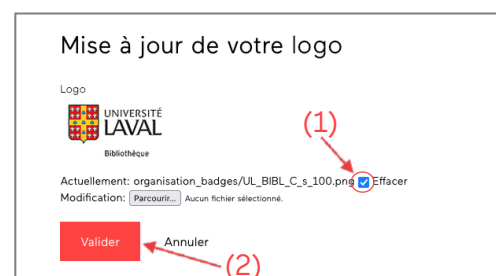 Mise à jour de votre logo
Logo
UNIVERSITÉ
LAVAL
Bibliothèque
(1)
Actuellement: organisation_badges/UL_BIBL_C_s_100.png Effacer
Modification: Parcourir... Aucun fichier sélectionné.
Valider Annuler
(2)